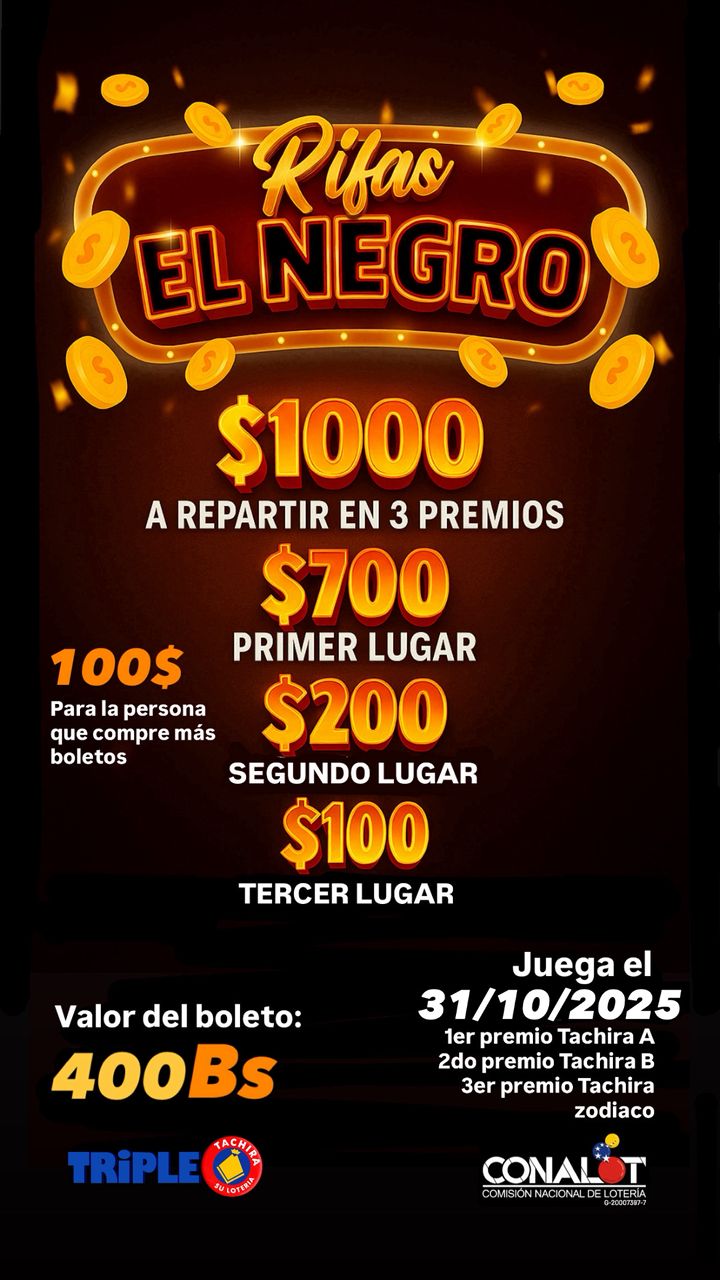 Rifas
EL NEGRO
$1000
A REPARTIR EN 3 PREMIOS
$700
PRIMER LUGAR
100$
Para la persona
que compre más
boletos
$200
SEGUNDO LUGAR
$100
TERCER LUGAR
Valor del boleto:
400Bs
Juega el
31/10/2025
1er premio Tachira A
2do premio Tachira B
3er premio Tachira
zodiaco
TRiPLE
TACHIRA
SU LOTERIA
CONALOT
COMISIÓN NACIONAL DE LOTERÍA
G-20007397-7